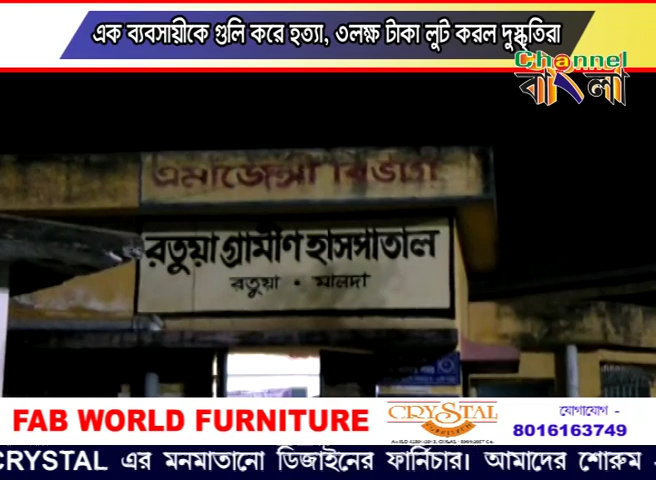 এক ব্যবসায়ীকে গুলি করে হত্যা, ৩লক্ষ টাকা লুট করল দুস্কৃতিরা
Channel
বাংলা
এমার্জেন্সী বিভাগ
রতুয়া গ্রামীণ হাসপাতাল
রতুয়া • মালদা
FAB WORLD FURNITURE
CRYSTAL
যোগাযোগ -
8016163749
CRYSTAL এর মনমাতানো ডিজাইনের ফার্নিচার। আমাদের শোরুম